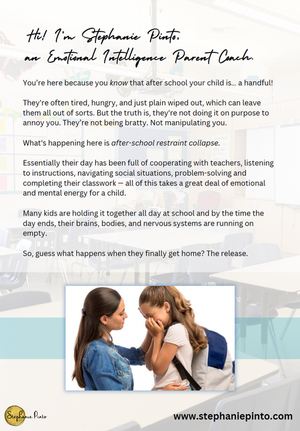 Hi! I'm Stephanie Pinto,
an Emotional Intelligence Parent Coach.
You're here because you know that after school your child is... a handful!
They're often tired, hungry, and just plain wiped out, which can leave
them all out of sorts. But the truth is, they're not doing it on purpose to
annoy you. They're not being bratty. Not manipulating you.
What's happening here is after-school restraint collapse.
Essentially their day has been full of cooperating with teachers, listening
to instructions, navigating social situations, problem-solving and
completing their classwork — all of this takes a great deal of emotional
and mental energy for a child.
Many kids are holding it together all day at school and by the time the
day ends, their brains, bodies, and nervous systems are running on
empty.
So, guess what happens when they finally get home? The release.
Stephanie Pinto
www.stephaniepinto.com